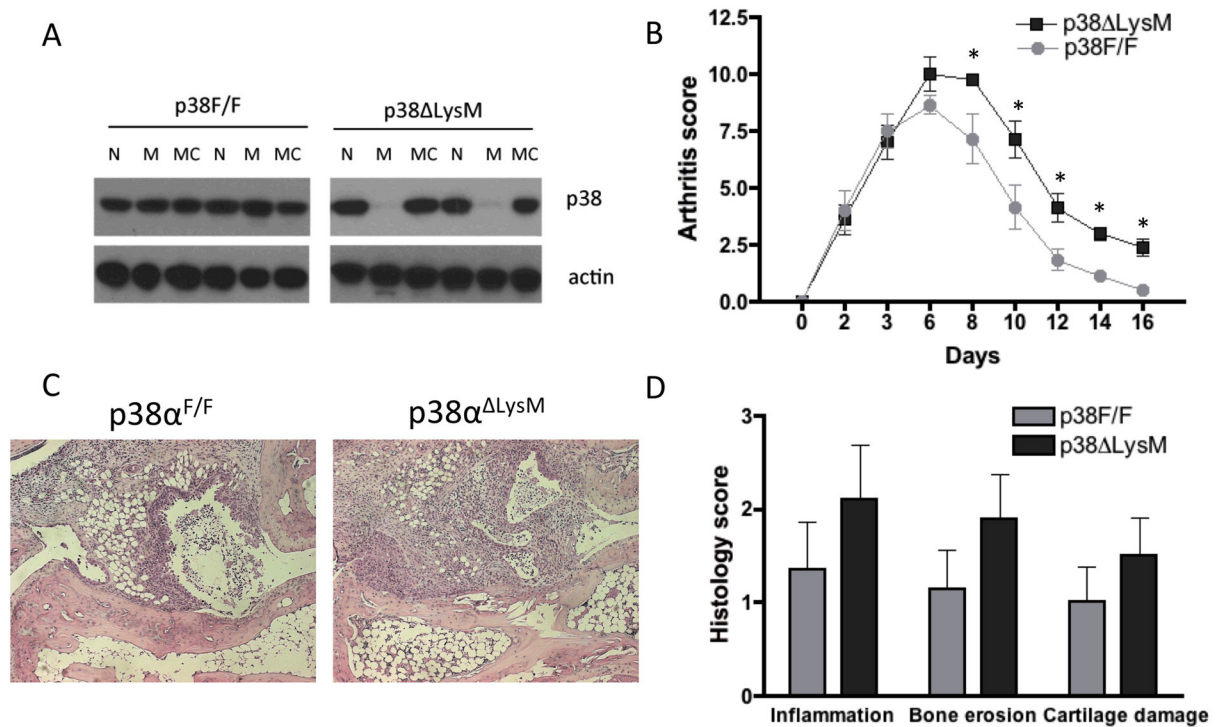 A
p38F/F
p38ΔLysM
N M MC N M MC
N M MC N M MC
p38
actin
B
p38ΔLysM
p38F/F
Arthritis score
12.5
10.0
7.5
5.0
2.5
0.0
* * * * *
0 2 3 6 8 10 12 14 16
Days
C
p38α^F/F
p38α^ΔLysM
D
p38F/F
p38ΔLysM
Histology score
3
2
1
0
Inflammation Bone erosion Cartilage damage